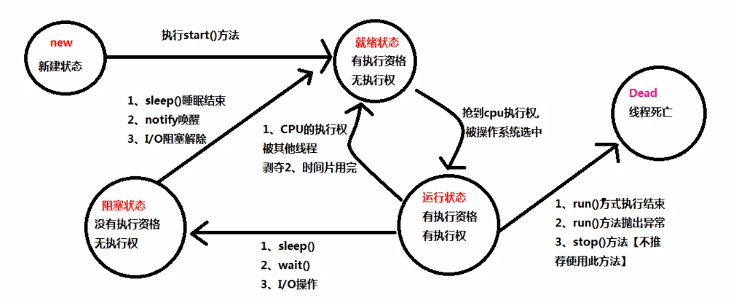 new
新建状态
执行start()方法
就绪状态
有执行资格
无执行权
1、sleep()睡眠结束
2、notify唤醒
3、I/O阻塞解除
1、CPU的执行权
被其他线程
剥夺2、时间片用完
抢到cpu执行权,
被操作系统选中
Dead
线程死亡
阻塞状态
没有执行资格
无执行权
1、sleep()
2、wait()
3、I/O操作
运行状态
有执行资格
有执行权
1、run()方式执行结束
2、run()方法抛出异常
3、stop()方法【不推
荐使用此方法】